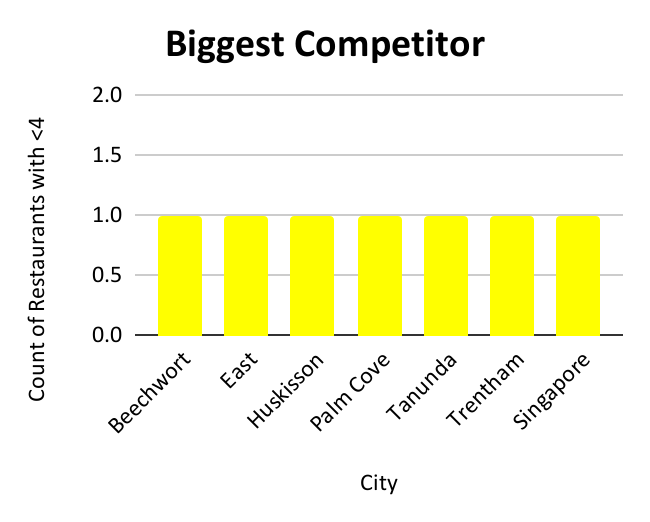 Biggest Competitor
Count of Restaurants with <4
2.0
1.5
1.0
0.5
0.0
Beechwort
East
Huskisson
Palm Cove
Tanunda
Trentham
Singapore
City